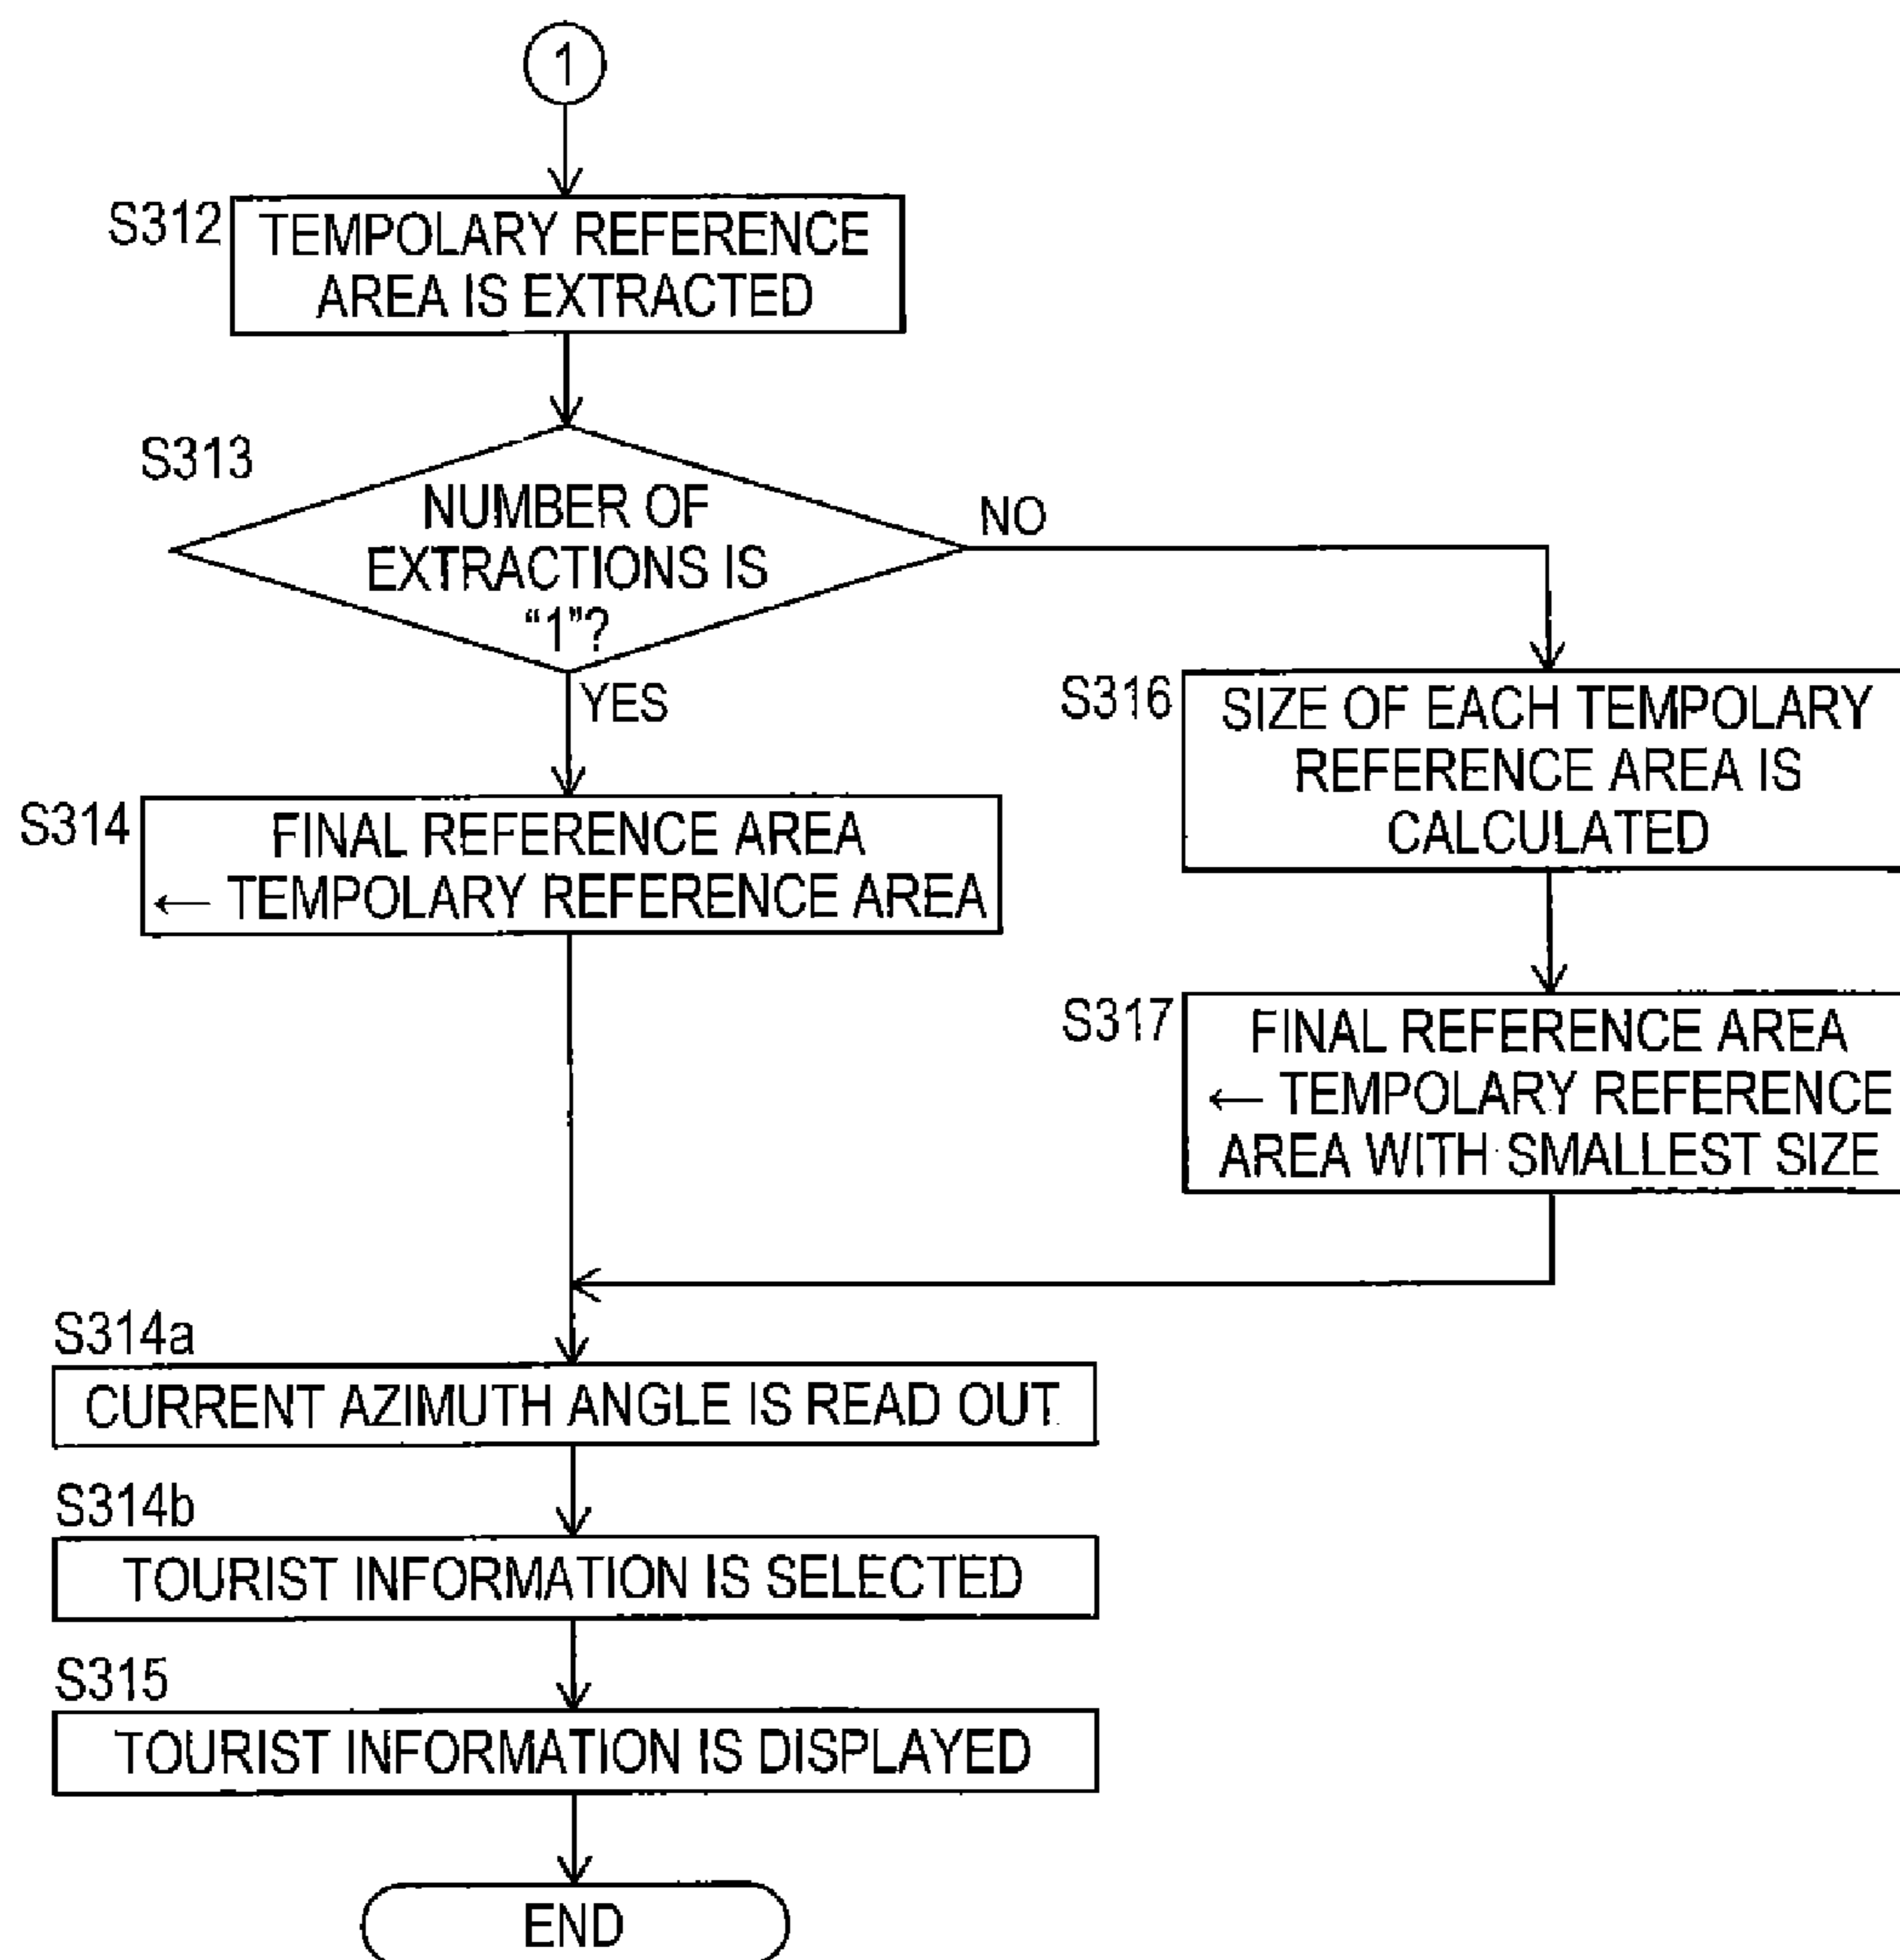 1
S312
TEMPOLARY REFERENCE
AREA IS EXTRACTED
S313
NUMBER OF
EXTRACTIONS IS
“1”?
NO
YES
S314
FINAL REFERENCE AREA
← TEMPOLARY REFERENCE AREA
S316
SIZE OF EACH TEMPOLARY
REFERENCE AREA IS
CALCULATED
S317
FINAL REFERENCE AREA
← TEMPOLARY REFERENCE
AREA WITH SMALLEST SIZE
S314a
CURRENT AZIMUTH ANGLE IS READ OUT
S314b
TOURIST INFORMATION IS SELECTED
S315
TOURIST INFORMATION IS DISPLAYED
END